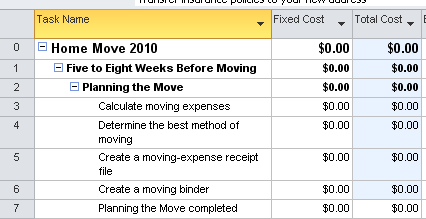 Transfer insurance policies to your new address
Task Name Fixed Cost Total Cost
0 Home Move 2010 $0.00 $0.00
1 Five to Eight Weeks Before Moving $0.00 $0.00
2 Planning the Move $0.00 $0.00
3 Calculate moving expenses $0.00 $0.00
4 Determine the best method of $0.00 $0.00
moving
5 Create a moving-expense receipt $0.00 $0.00
file
6 Create a moving binder $0.00 $0.00
7 Planning the Move completed $0.00 $0.00